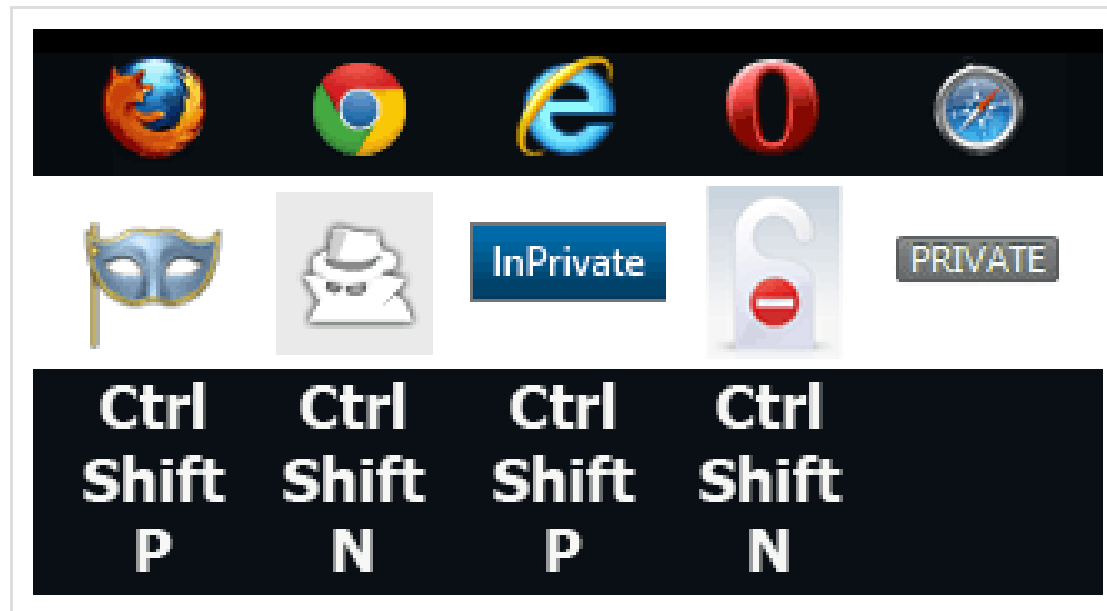 InPrivate
PRIVATE
Ctrl Ctrl Ctrl Ctrl
Shift Shift Shift Shift
P N P N